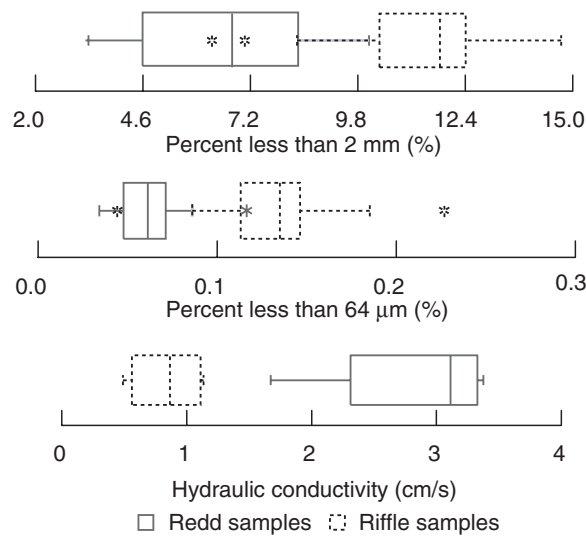 2.0 4.6 7.2 9.8 12.4 15.0
Percent less than 2 mm (%)
0.0 0.1 0.2 0.3
Percent less than 64 μm (%)
0 1 2 3 4
Hydraulic conductivity (cm/s)
Redd samples Riffle samples